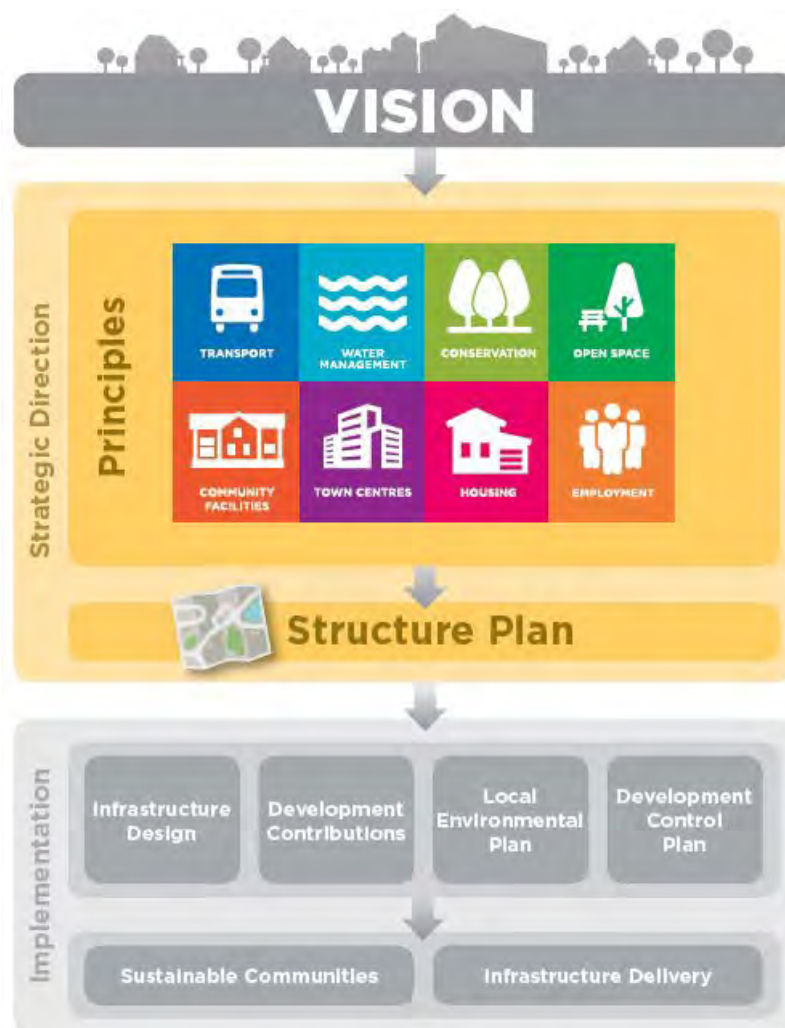 VISION
Strategic Direction
Principles
TRANSPORT
WATER
MANAGEMENT
CONSERVATION
OPEN SPACE
COMMUNITY
FACILITIES
TOWN CENTRES
HOUSING
EMPLOYMENT
Structure Plan
Implementation
Infrastructure
Design
Development
Contributions
Local
Environmental
Plan
Development
Control
Plan
Sustainable Communities
Infrastructure Delivery